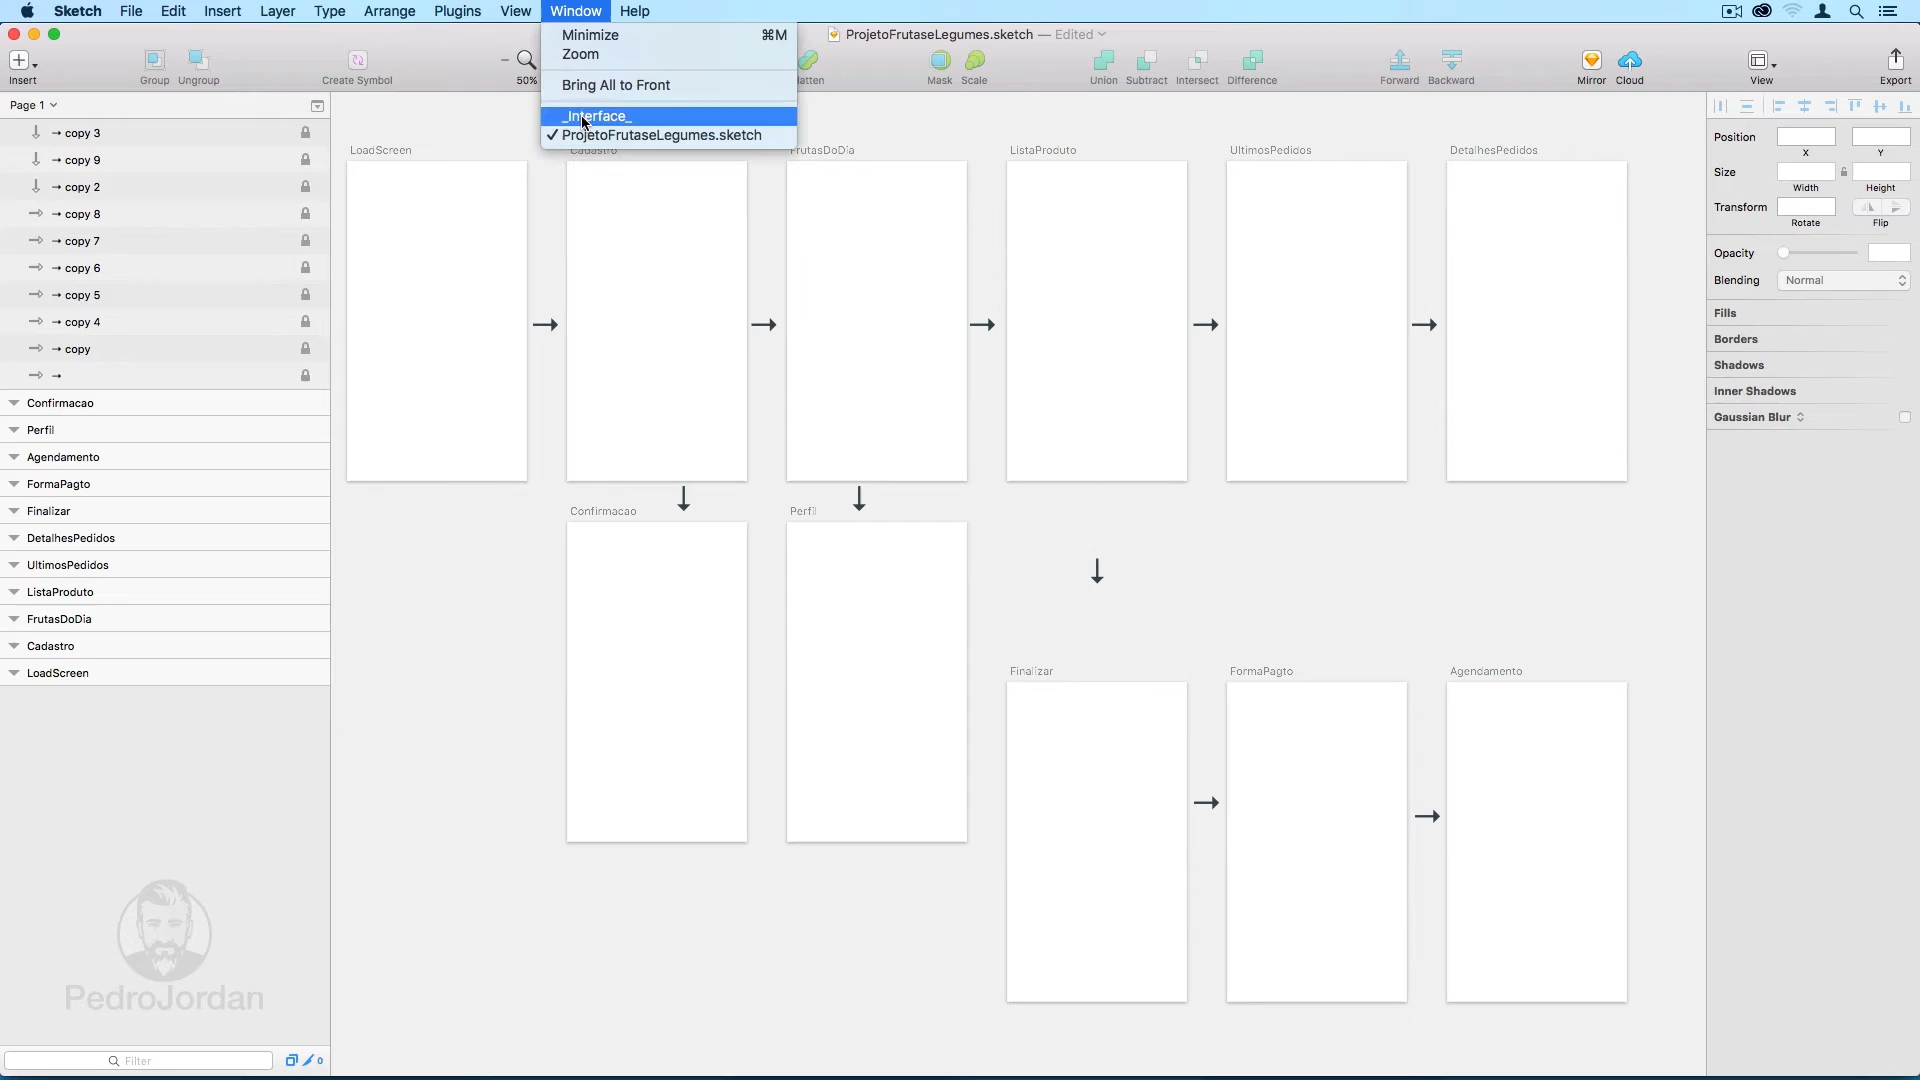 Sketch File Edit Insert Layer Type Arrange Plugins View Window Help
Minimize ⌘M
Zoom
Bring All to Front
_Interface_
✓ ProjetoFrutaseLegumes.sketch
ProjetoFrutaseLegumes.sketch — Edited
Insert
Group
Ungroup
Create Symbol
50%
Mask
Scale
Union
Subtract
Intersect
Difference
Forward
Backward
Mirror
Cloud
View
Export
Page 1
→ copy 3
→ copy 9
→ copy 2
→ copy 8
→ copy 7
→ copy 6
→ copy 5
→ copy 4
→ copy
→
Confirmacao
Perfil
Agendamento
FormaPagto
Finalizar
DetalhesPedidos
UltimosPedidos
ListaProduto
FrutasDoDia
Cadastro
LoadScreen
PedroJordan
Filter
0
LoadScreen
Cadastro
FrutasDoDia
ListaProduto
UltimosPedidos
DetalhesPedidos
Confirmacao
Perfil
Finalizar
FormaPagto
Agendamento
Position
X
Y
Size
Width
Height
Transform
Rotate
Flip
Opacity
Blending
Normal
Fills
Borders
Shadows
Inner Shadows
Gaussian Blur